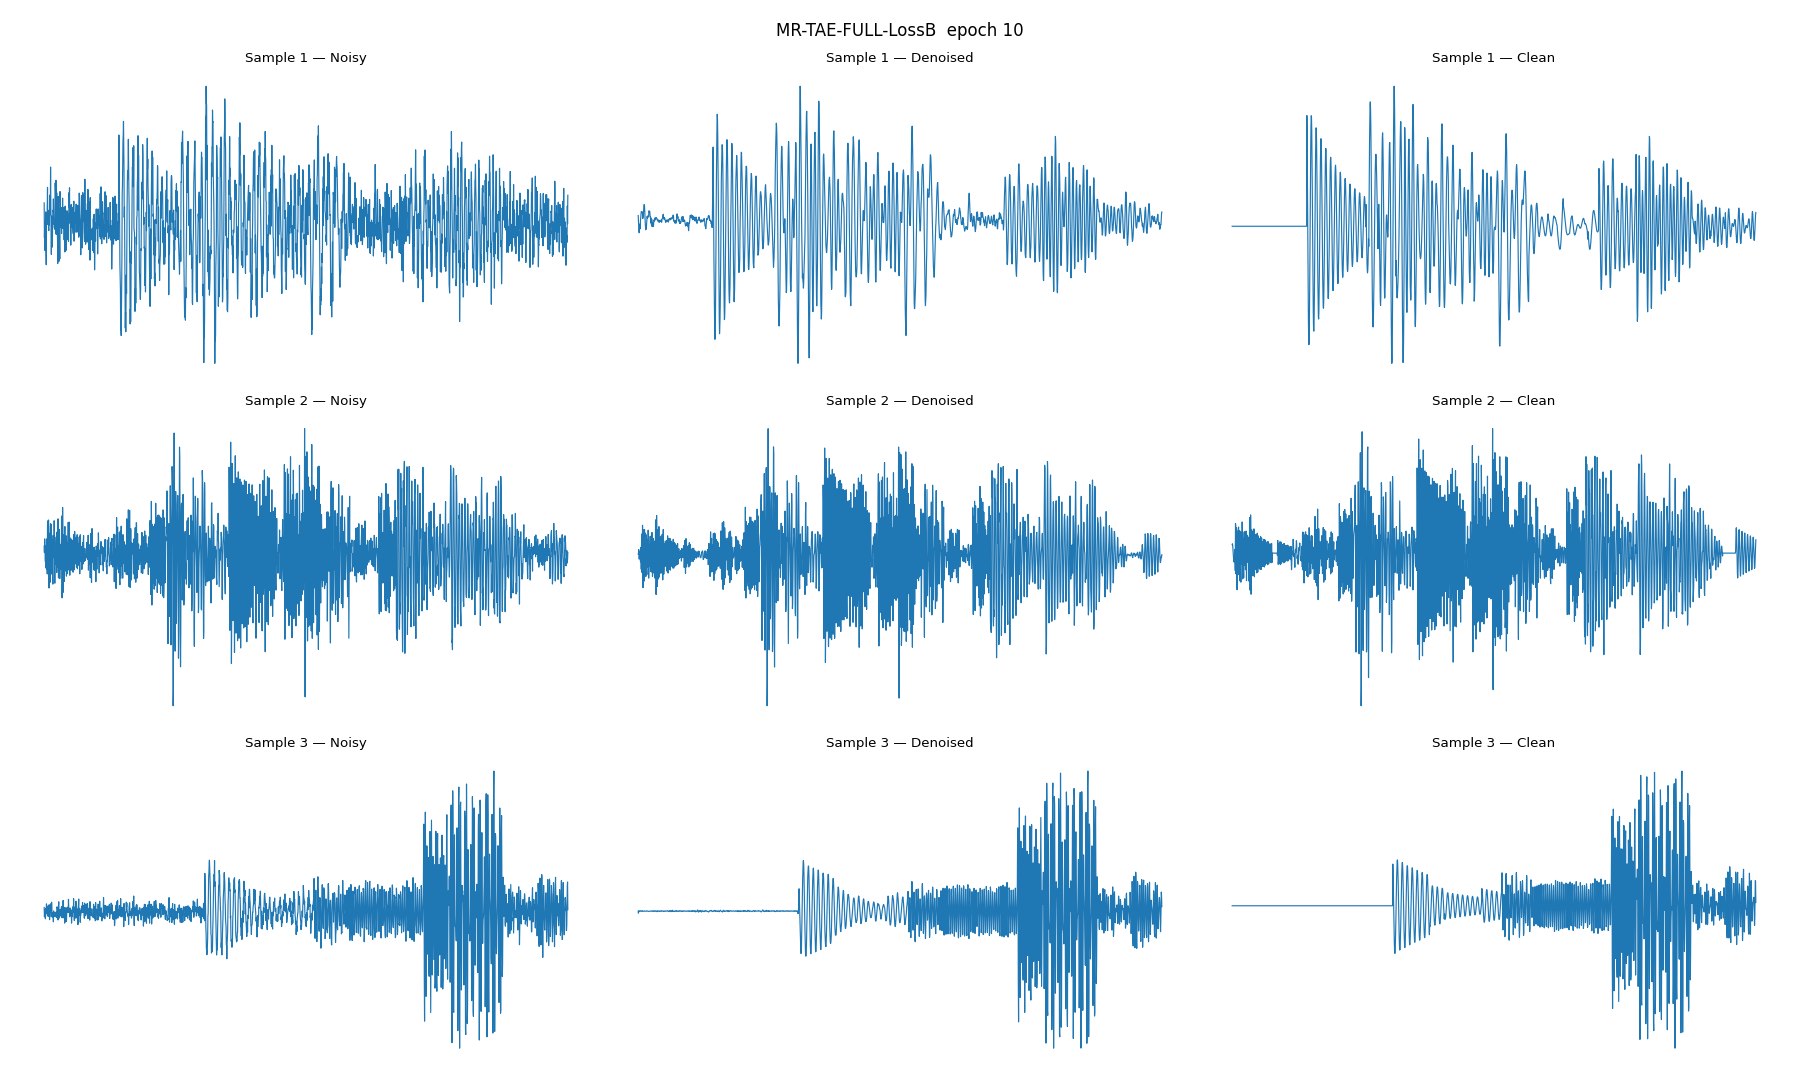 MR-TAE-FULL-LossB  epoch 10
Sample 1 — Noisy
Sample 1 — Denoised
Sample 1 — Clean
Sample 2 — Noisy
Sample 2 — Denoised
Sample 2 — Clean
Sample 3 — Noisy
Sample 3 — Denoised
Sample 3 — Clean